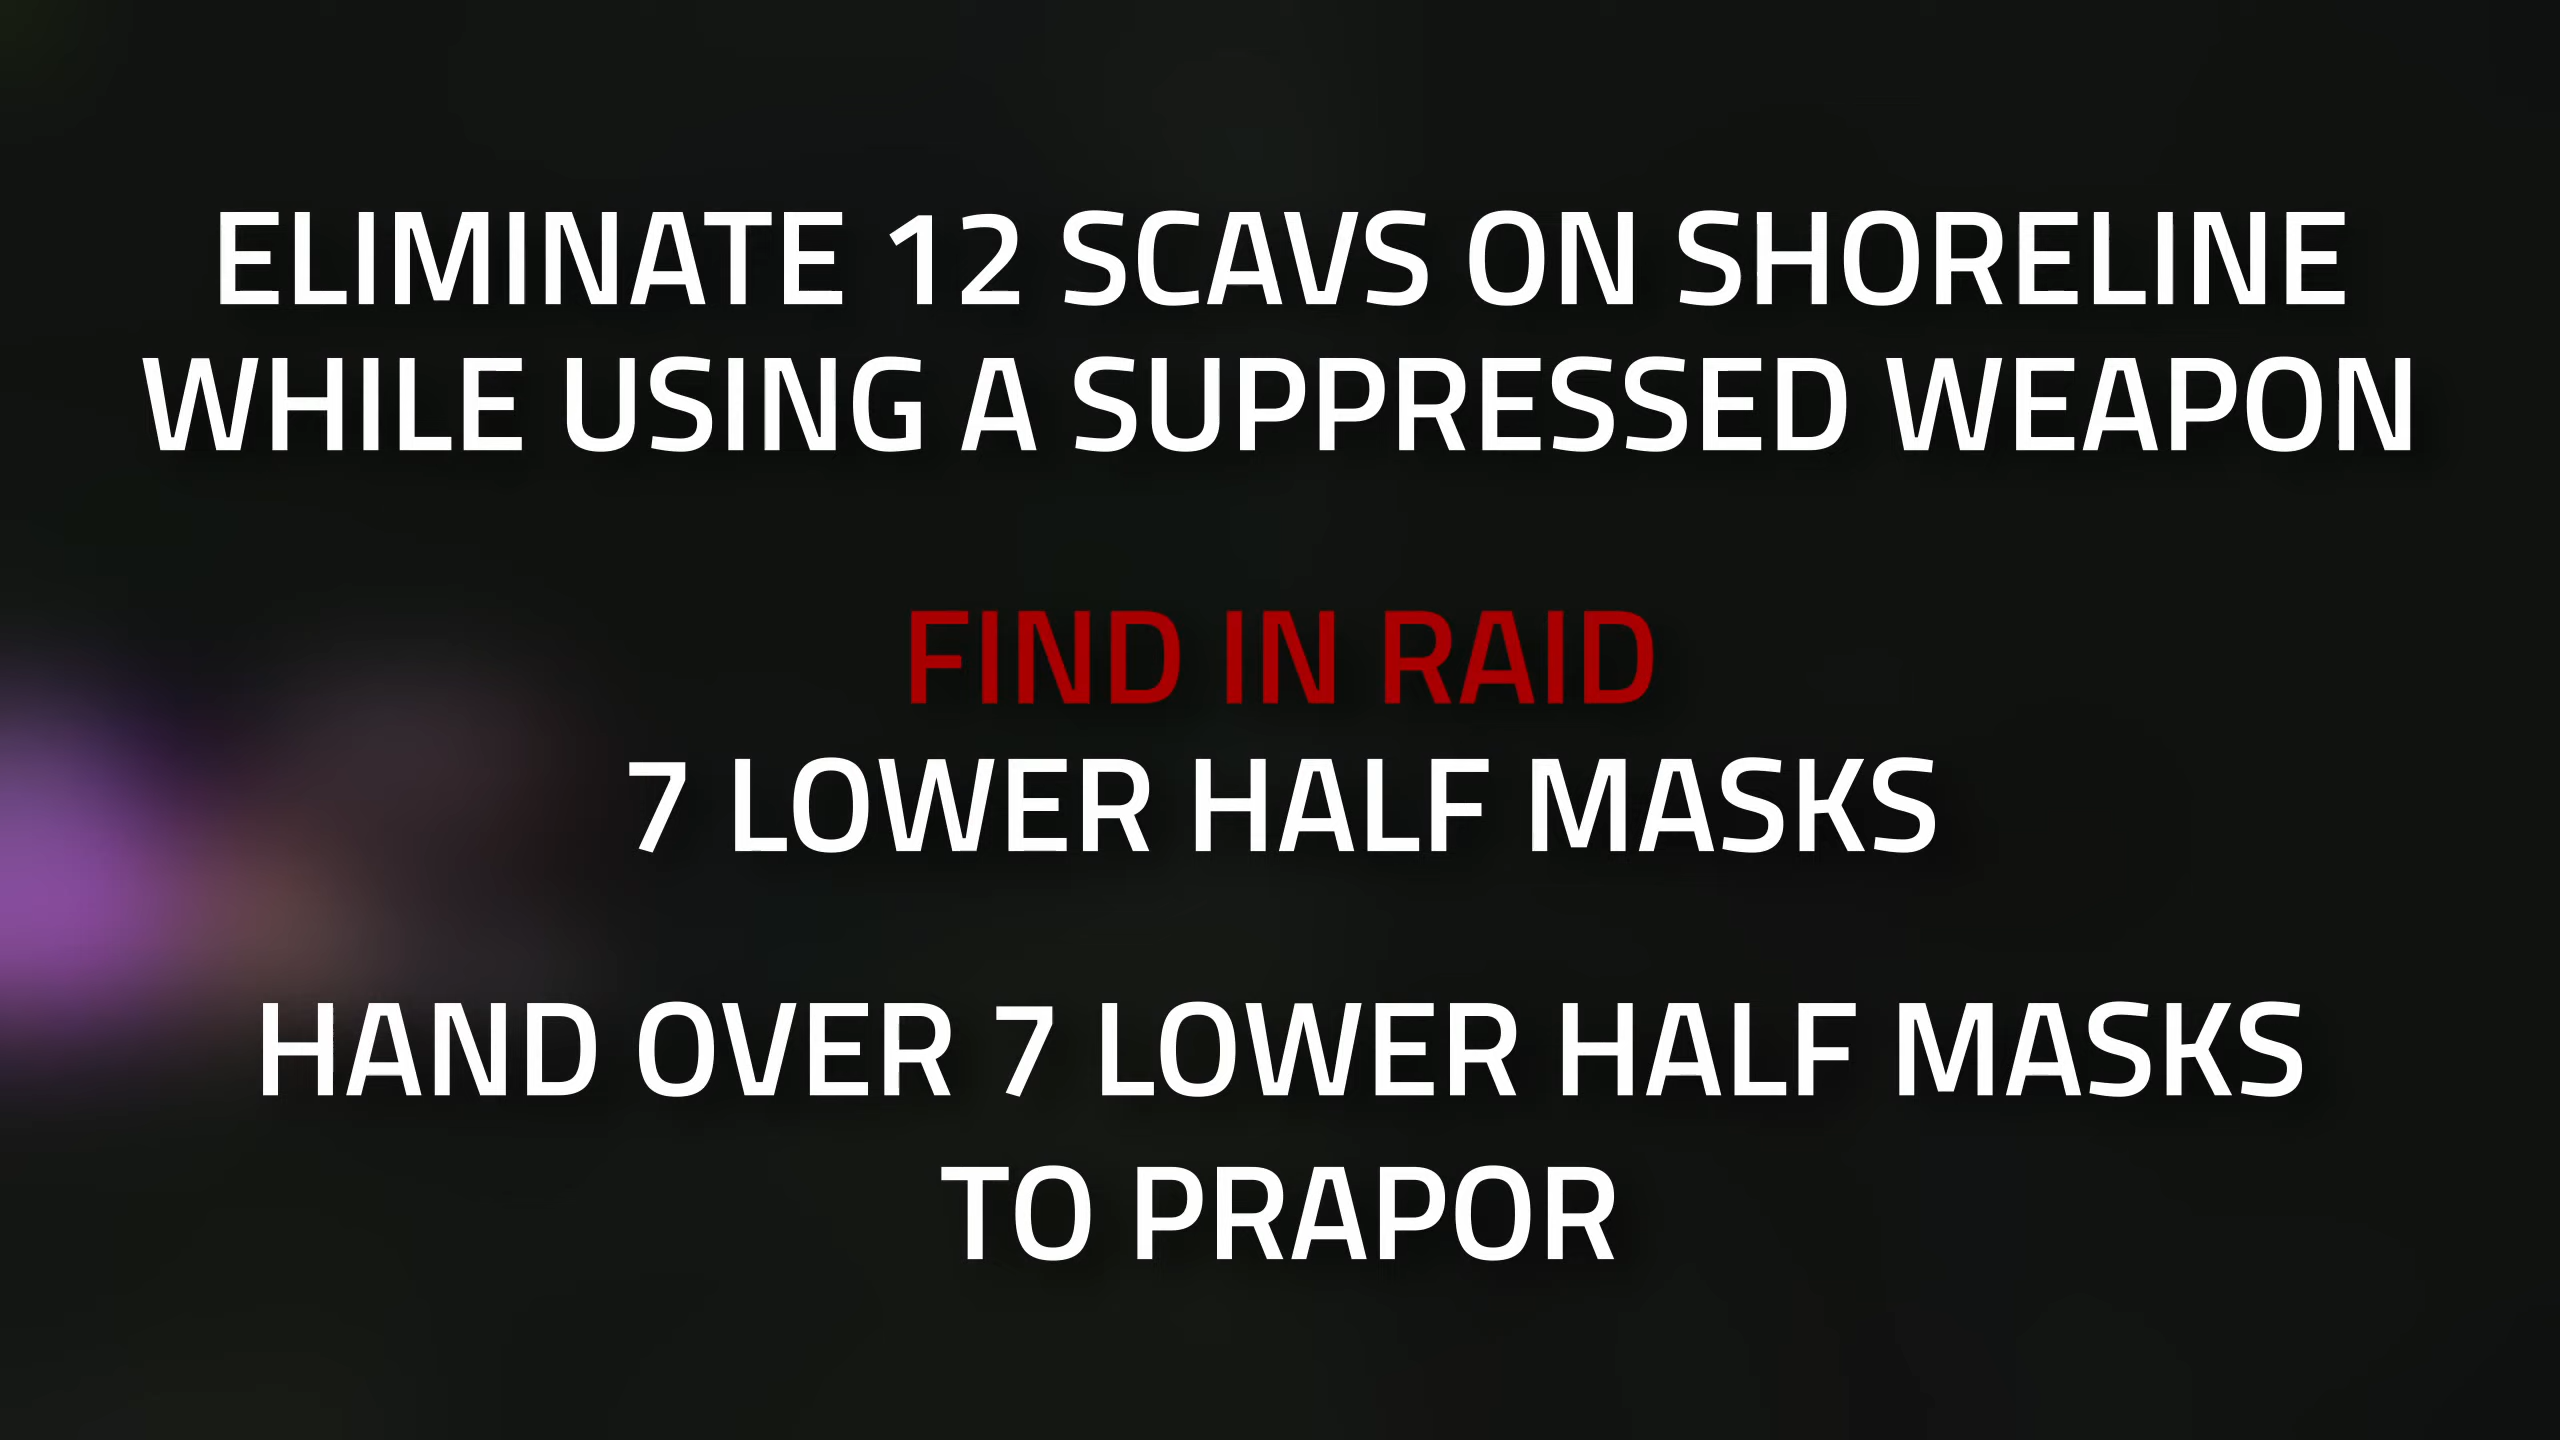 ELIMINATE 12 SCAVS ON SHORELINE
WHILE USING A SUPPRESSED WEAPON
FIND IN RAID
7 LOWER HALF MASKS
HAND OVER 7 LOWER HALF MASKS
TO PRAPOR